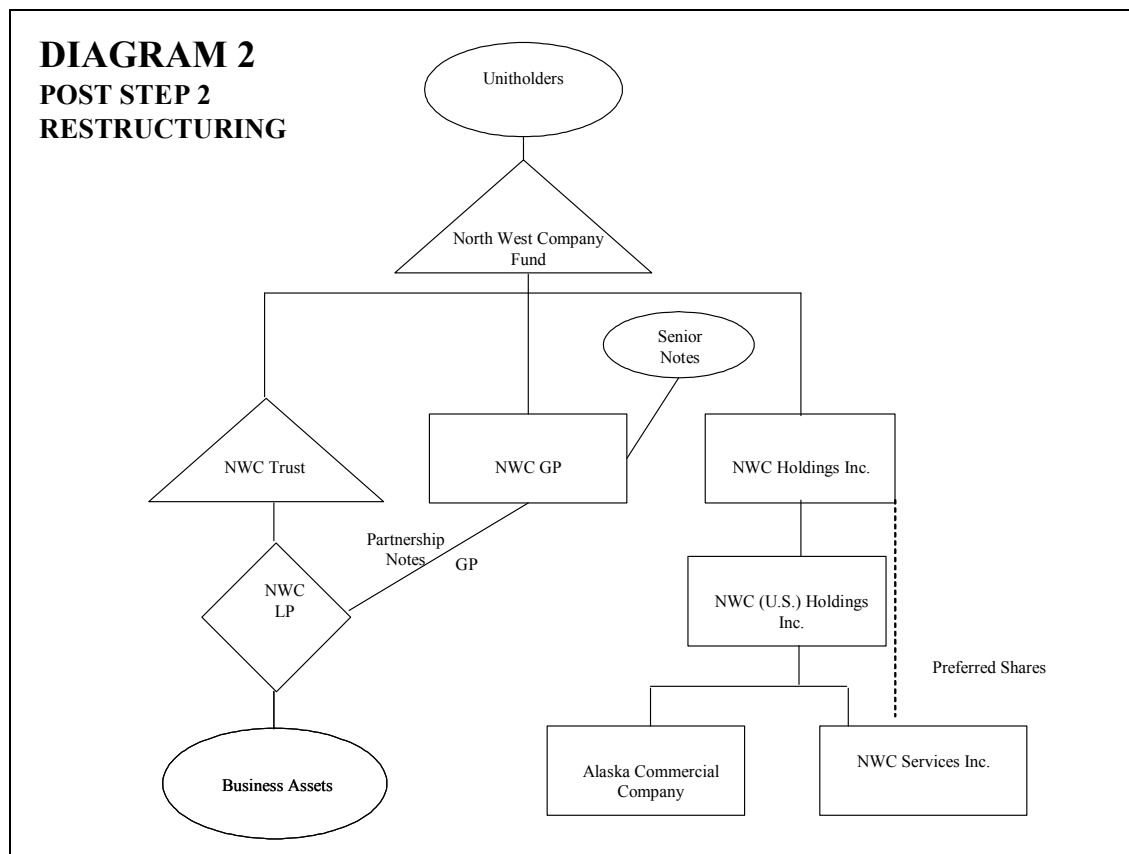 DIAGRAM 2
POST STEP 2
RESTRUCTURING
Unitholders
North West Company
Fund
Senior
Notes
NWC Trust
NWC GP
NWC Holdings Inc.
Partnership
Notes
GP
NWC
LP
NWC (U.S.) Holdings
Inc.
Preferred Shares
Business Assets
Alaska Commercial
Company
NWC Services Inc.